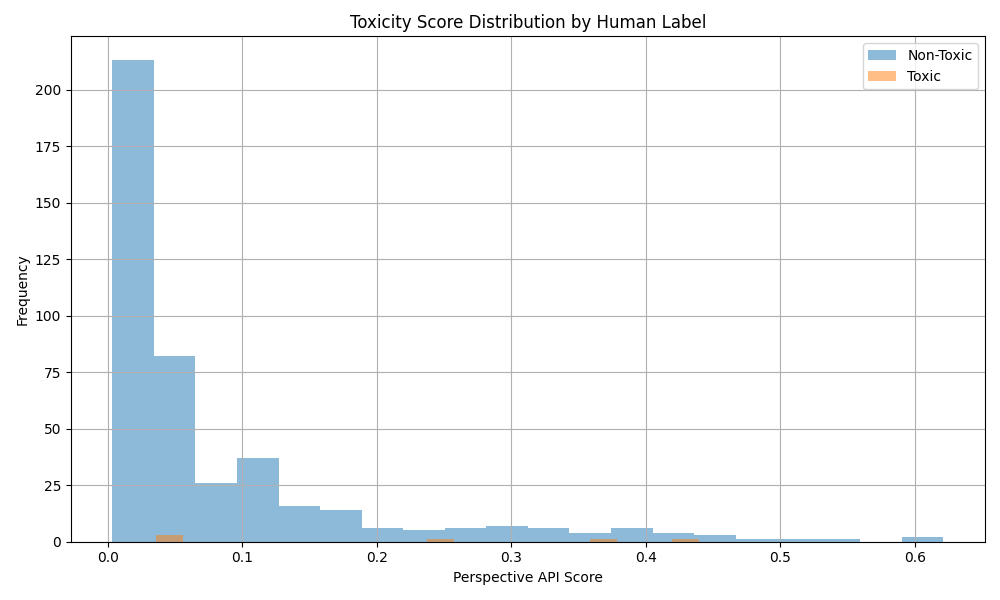 Toxicity Score Distribution by Human Label
Non-Toxic
Toxic
Frequency
200
175
150
125
100
75
50
25
0
0.0 0.1 0.2 0.3 0.4 0.5 0.6
Perspective API Score